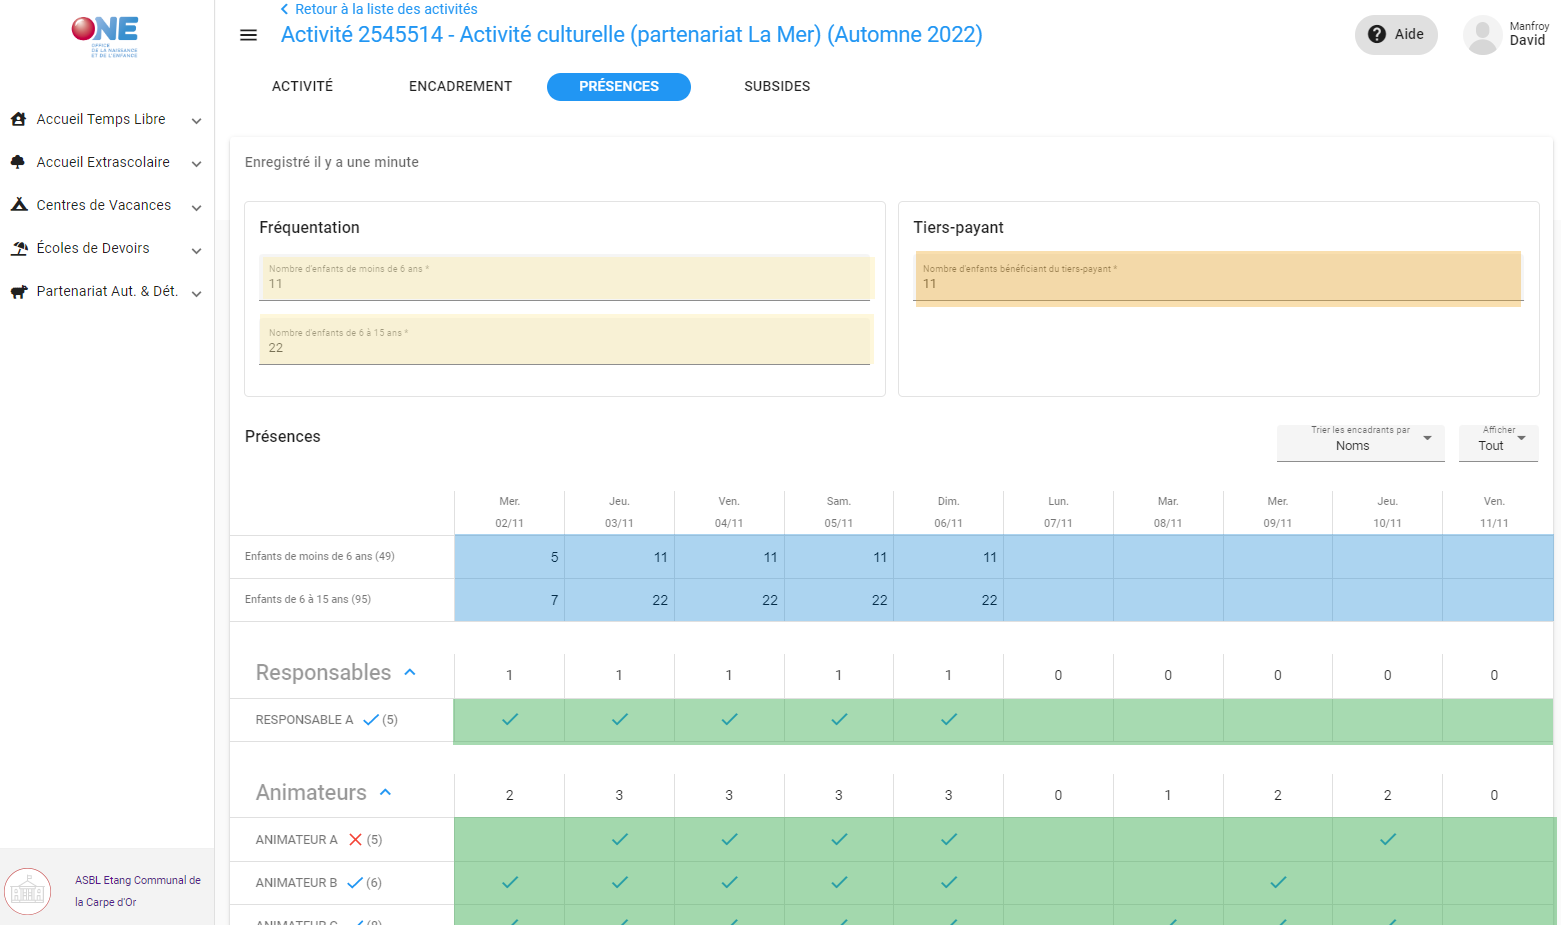 ONE
OFFICE
DE LA NAISSANCE
ET DE L'ENFANCE
Accueil Temps Libre
Accueil Extrascolaire
Centres de Vacances
Écoles de Devoirs
Partenariat Aut. & Dét.
ASBL Etang Communal de
la Carpe d'Or
Retour à la liste des activités
Activité 2545514 - Activité culturelle (partenariat La Mer) (Automne 2022)
Aide
Manfroy
David
ACTIVITÉ ENCADREMENT PRÉSENCES SUBSIDES
Enregistré il y a une minute
Fréquentation
Nombre d'enfants de moins de 6 ans *
11
Nombre d'enfants de 6 à 15 ans *
22
Tiers-payant
Nombre d'enfants bénéficiant du tiers-payant *
11
Présences
Trier les encadrants par
Noms
Afficher
Tout
Mer. Jeu. Ven. Sam. Dim. Lun. Mar. Mer. Jeu. Ven.
02/11 03/11 04/11 05/11 06/11 07/11 08/11 09/11 10/11 11/11
Enfants de moins de 6 ans (49) 5 11 11 11 11
Enfants de 6 à 15 ans (95) 7 22 22 22 22
Responsables 1 1 1 1 1 0 0 0 0 0
RESPONSABLE A (5)
Animateurs 2 3 3 3 3 0 1 2 2 0
ANIMATEUR A (5)
ANIMATEUR B (6)
ANIMATEUR C (8)